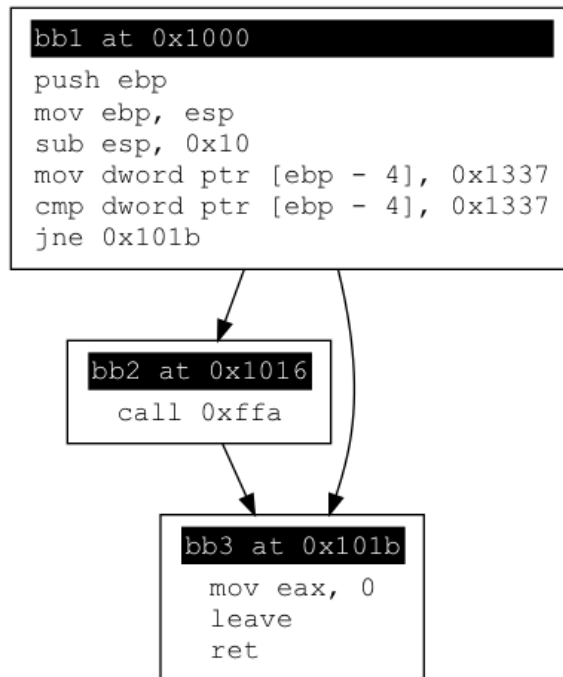 bb1 at 0x1000
push ebp
mov ebp, esp
sub esp, 0x10
mov dword ptr [ebp - 4], 0x1337
cmp dword ptr [ebp - 4], 0x1337
jne 0x101b
bb2 at 0x1016
call 0xffa
bb3 at 0x101b
mov eax, 0
leave
ret